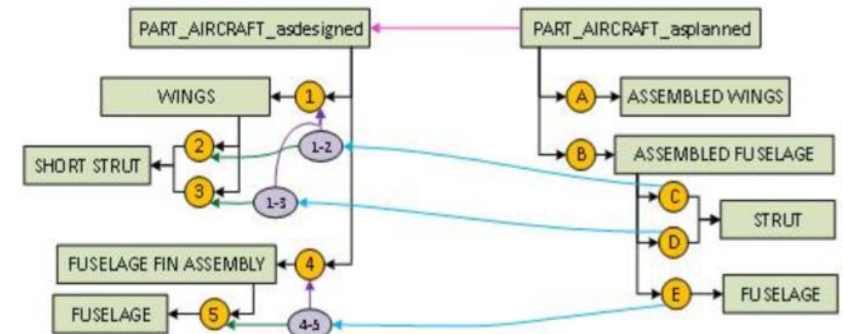 PART_AIRCRAFT_asdesigned
PART_AIRCRAFT_asplanned
WINGS
1
A
ASSEMBLED WINGS
2
1-2
B
ASSEMBLED FUSELAGE
SHORT STRUT
3
1-3
C
STRUT
D
FUSELAGE FIN ASSEMBLY
4
FUSELAGE
5
4-5
E
FUSELAGE